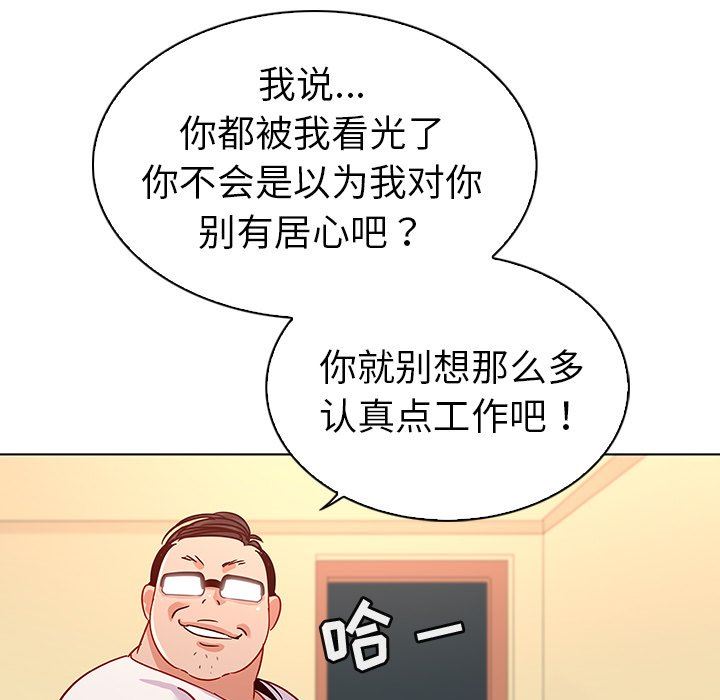 我说...
你都被我看光了
你不会是以为我对你
别有居心吧？
你就别想那么多
认真点工作吧！
哈一